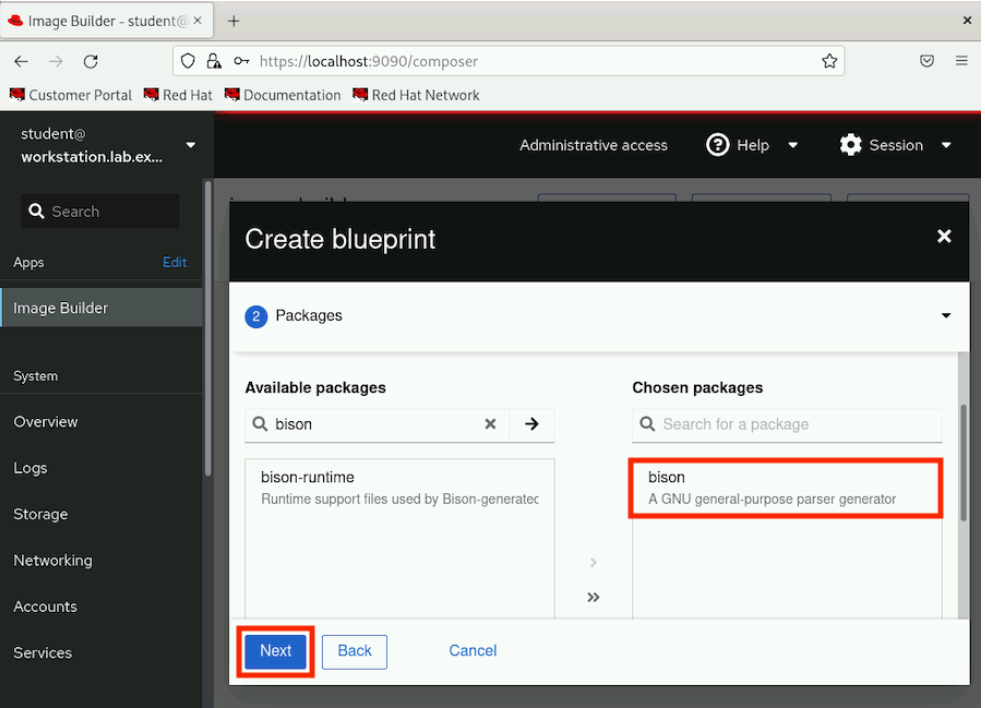 Image Builder - student@
https://localhost:9090/composer
Customer Portal Red Hat Documentation Red Hat Network
student@
workstation.lab.ex...
Administrative access Help Session
Search
Apps Edit
Image Builder
System
Overview
Logs
Storage
Networking
Accounts
Services
Create blueprint
2 Packages
Available packages
bison
bison-runtime
Runtime support files used by Bison-generated
Chosen packages
Search for a package
bison
A GNU general-purpose parser generator
Next Back Cancel